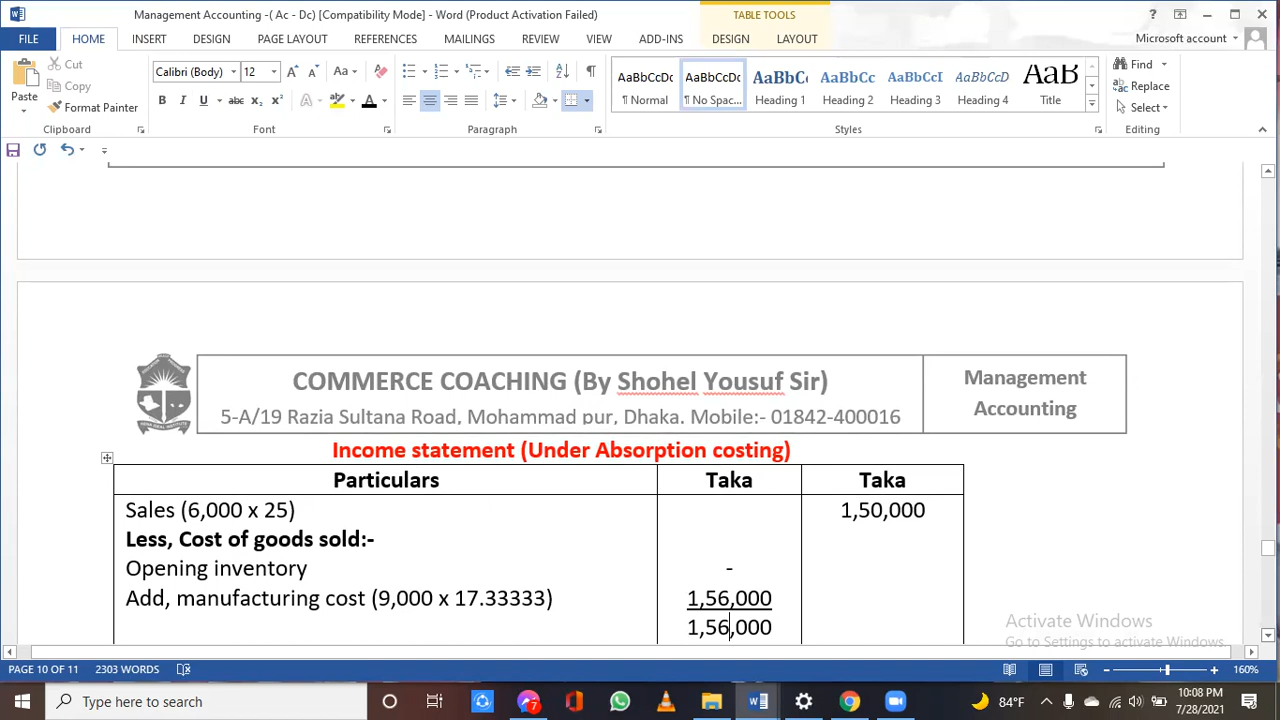 Management Accounting -( Ac - Dc) [Compatibility Mode] - Word (Product Activation Failed)
TABLE TOOLS
?
FILE HOME INSERT DESIGN PAGE LAYOUT REFERENCES MAILINGS REVIEW VIEW ADD-INS DESIGN LAYOUT Microsoft account
Cut
Copy
Format Painter
Paste
Calibri (Body) 12 Aa
B I U abc x₂ x² A A
AaBbCcDc AaBbCcDc AaBbCc AaBbCc AaBbCcI AaBbCcD AaB
¶ Normal ¶ No Spac... Heading Heading 2 Heading 3 Heading 4 Title
Find
Replace
Select
Clipboard Font Paragraph Styles Editing
COMMERCE COACHING (By Shohel Yousuf Sir)
5-A/19 Razia Sultana Road, Mohammad pur, Dhaka. Mobile:- 01842-400016
Management
Accounting
Income statement (Under Absorption costing)
Particulars Taka Taka
Sales (6,000 x 25) 1,50,000
Less, Cost of goods sold:-
Opening inventory -
Add, manufacturing cost (9,000 x 17.33333) 1,56,000
1,56,000
Activate Windows
Go to Settings to activate Windows.
PAGE 10 OF 11 2303 WORDS 160%
Type here to search
7
84°F
10:08 PM
7/28/2021